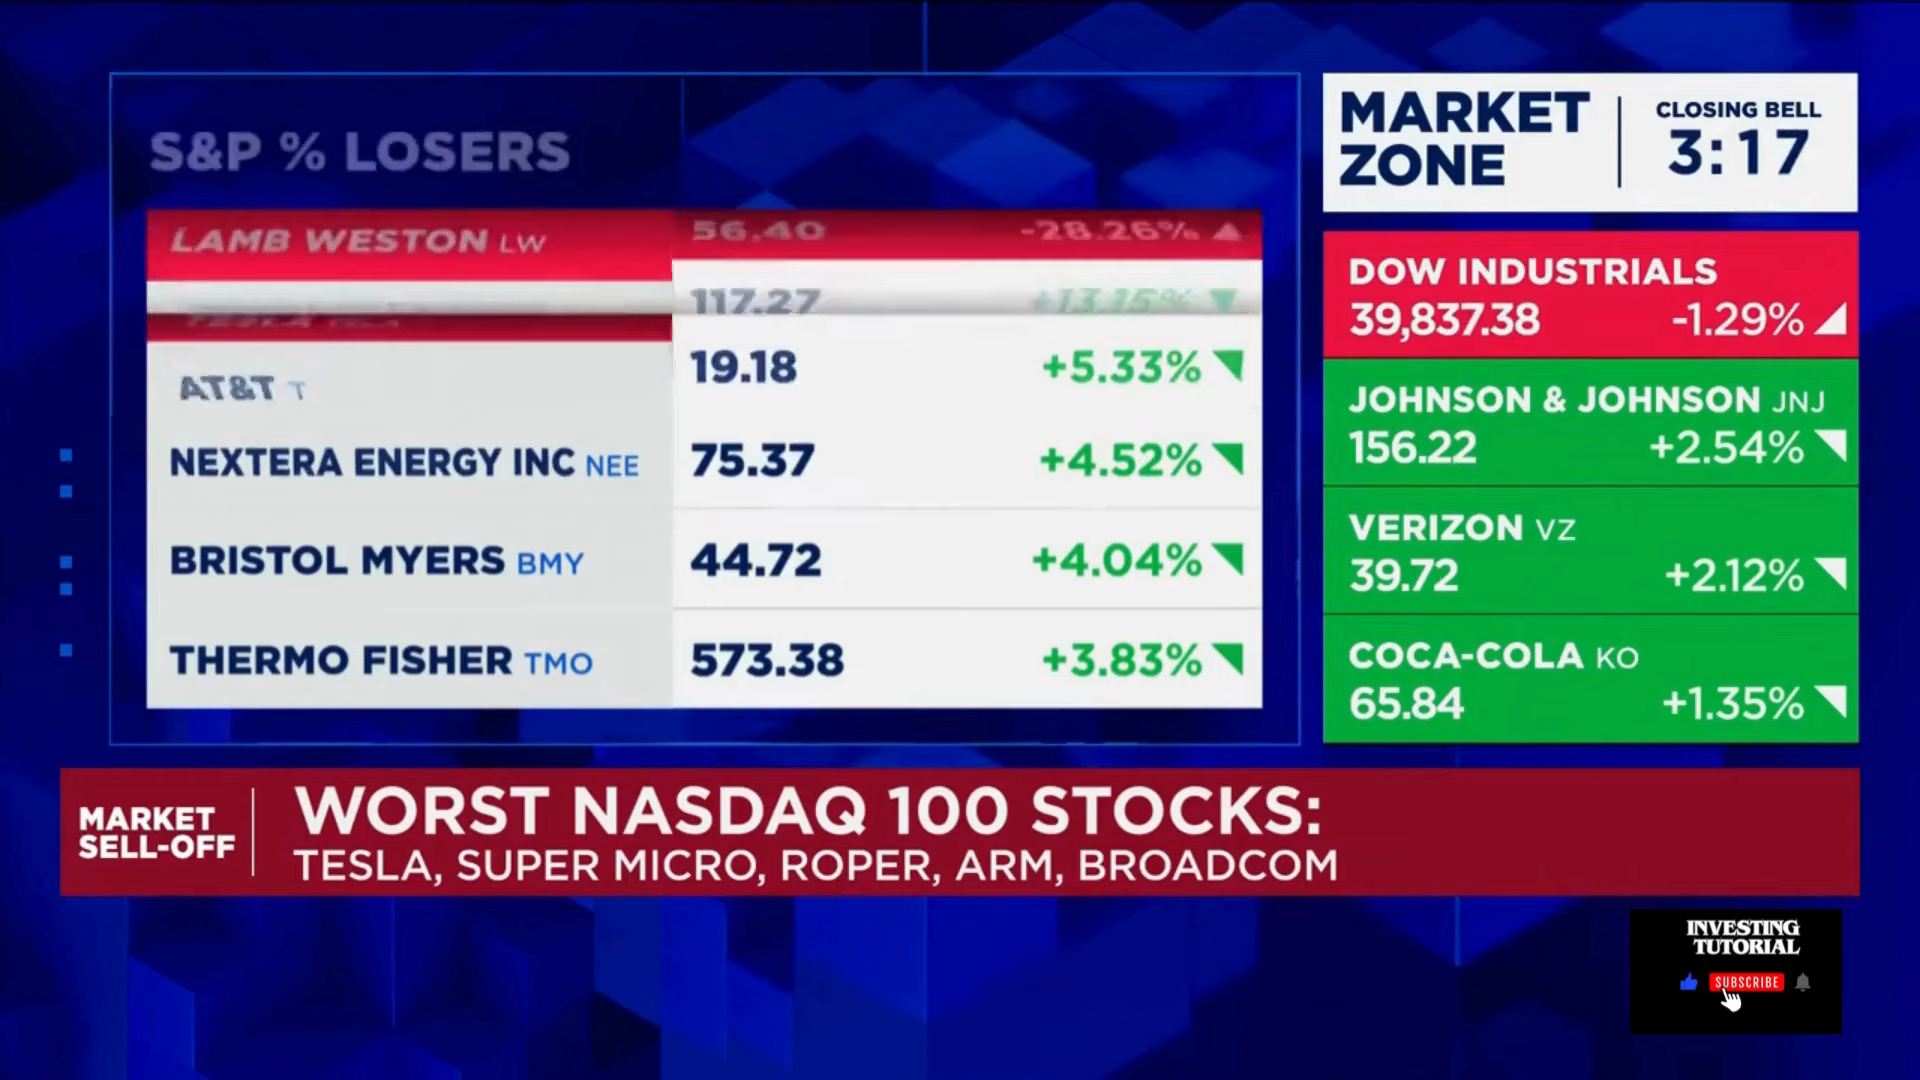 S&P % LOSERS
LAMB WESTON LW 56.40 -28.26%
117.27 +13.15%
TESLA
AT&T T 19.18 +5.33%
NEXTERA ENERGY INC NEE 75.37 +4.52%
BRISTOL MYERS BMY 44.72 +4.04%
THERMO FISHER TMO 573.38 +3.83%
MARKET
ZONE
CLOSING BELL
3:17
DOW INDUSTRIALS
39,837.38 -1.29%
JOHNSON & JOHNSON JNJ
156.22 +2.54%
VERIZON VZ
39.72 +2.12%
COCA-COLA KO
65.84 +1.35%
MARKET
SELL-OFF
WORST NASDAQ 100 STOCKS:
TESLA, SUPER MICRO, ROPER, ARM, BROADCOM
INVESTING
TUTORIAL
SUBSCRIBE